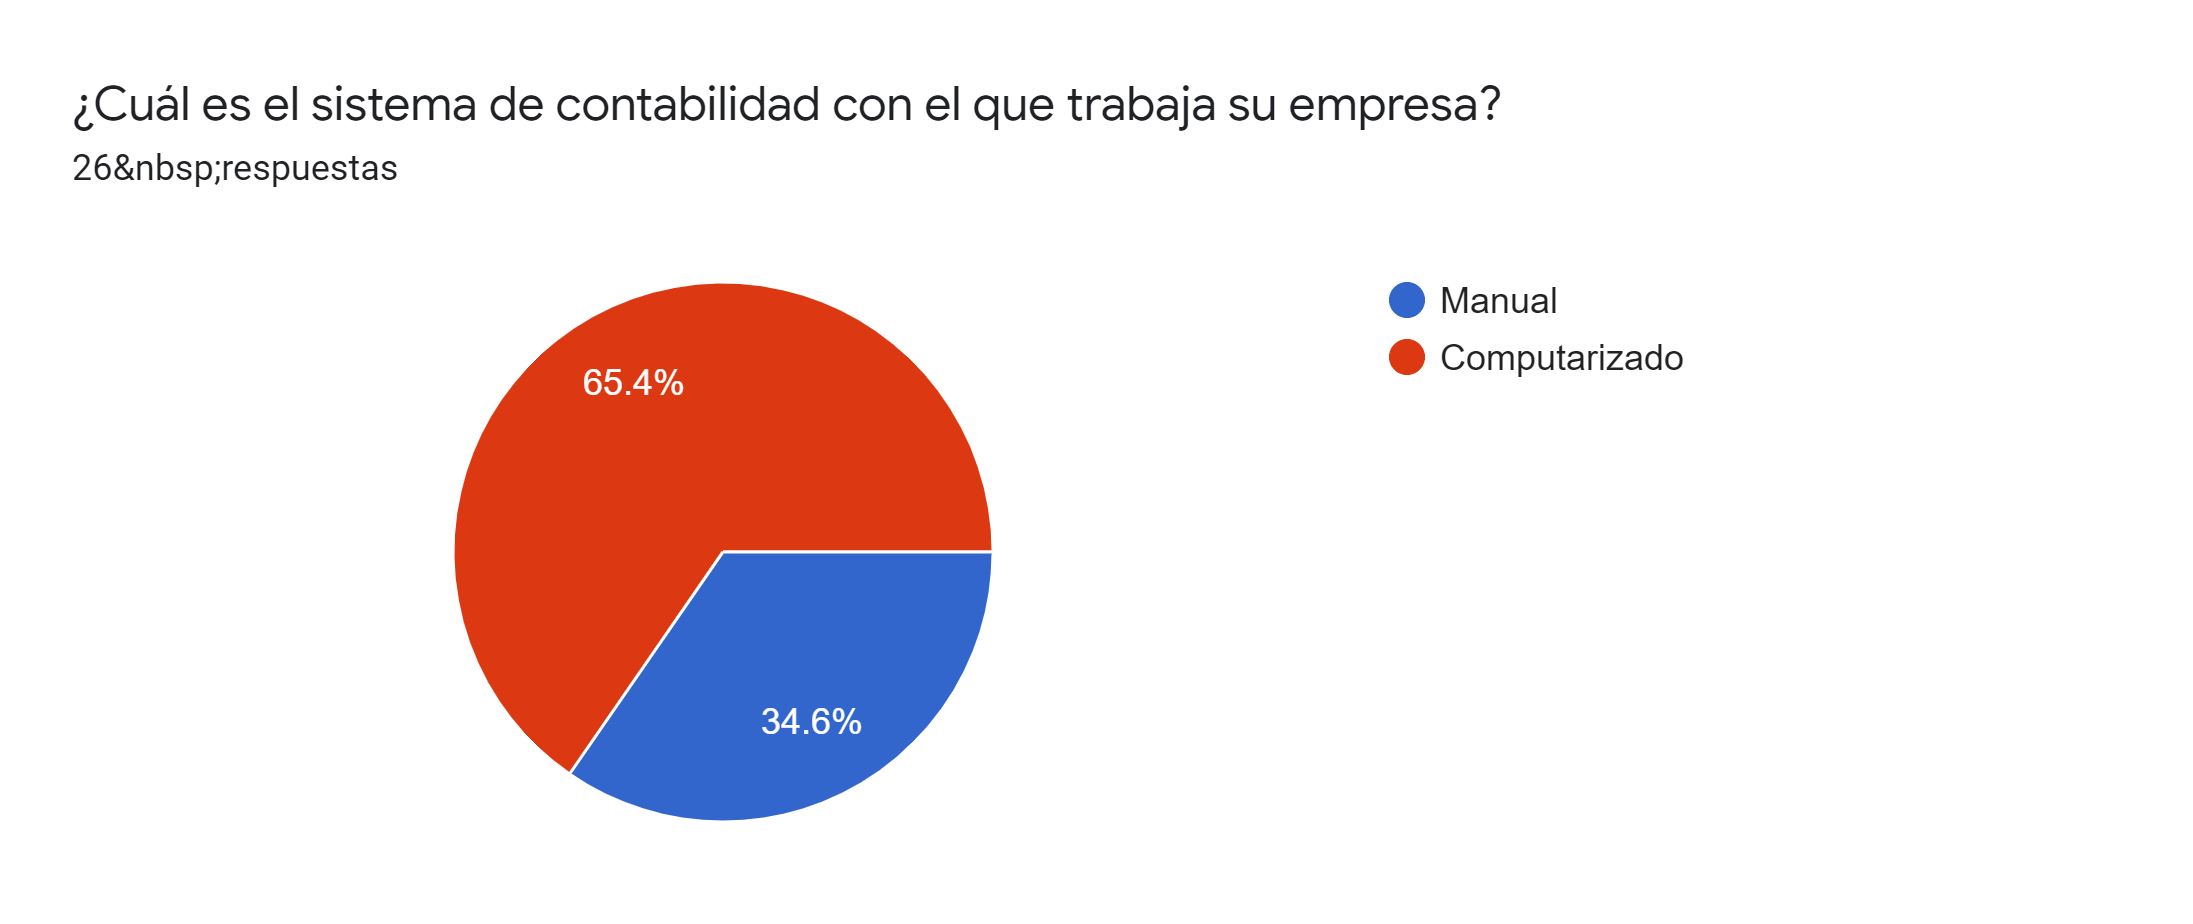 ¿Cuál es el sistema de contabilidad con el que trabaja su empresa?
26&nbsp;respuestas
Manual
Computarizado
65.4%
34.6%